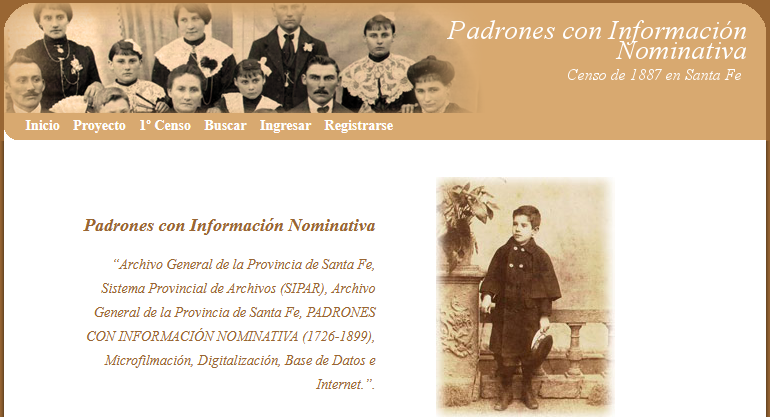 Padrones con Información
Nominativa
Censo de 1887 en Santa Fe
Inicio Proyecto 1º Censo Buscar Ingresar Registrarse
Padrones con Información Nominativa
“Archivo General de la Provincia de Santa Fe,
Sistema Provincial de Archivos (SIPAR), Archivo
General de la Provincia de Santa Fe, PADRONES
CON INFORMACIÓN NOMINATIVA (1726-1899),
Microfilmación, Digitalización, Base de Datos e
Internet.”.